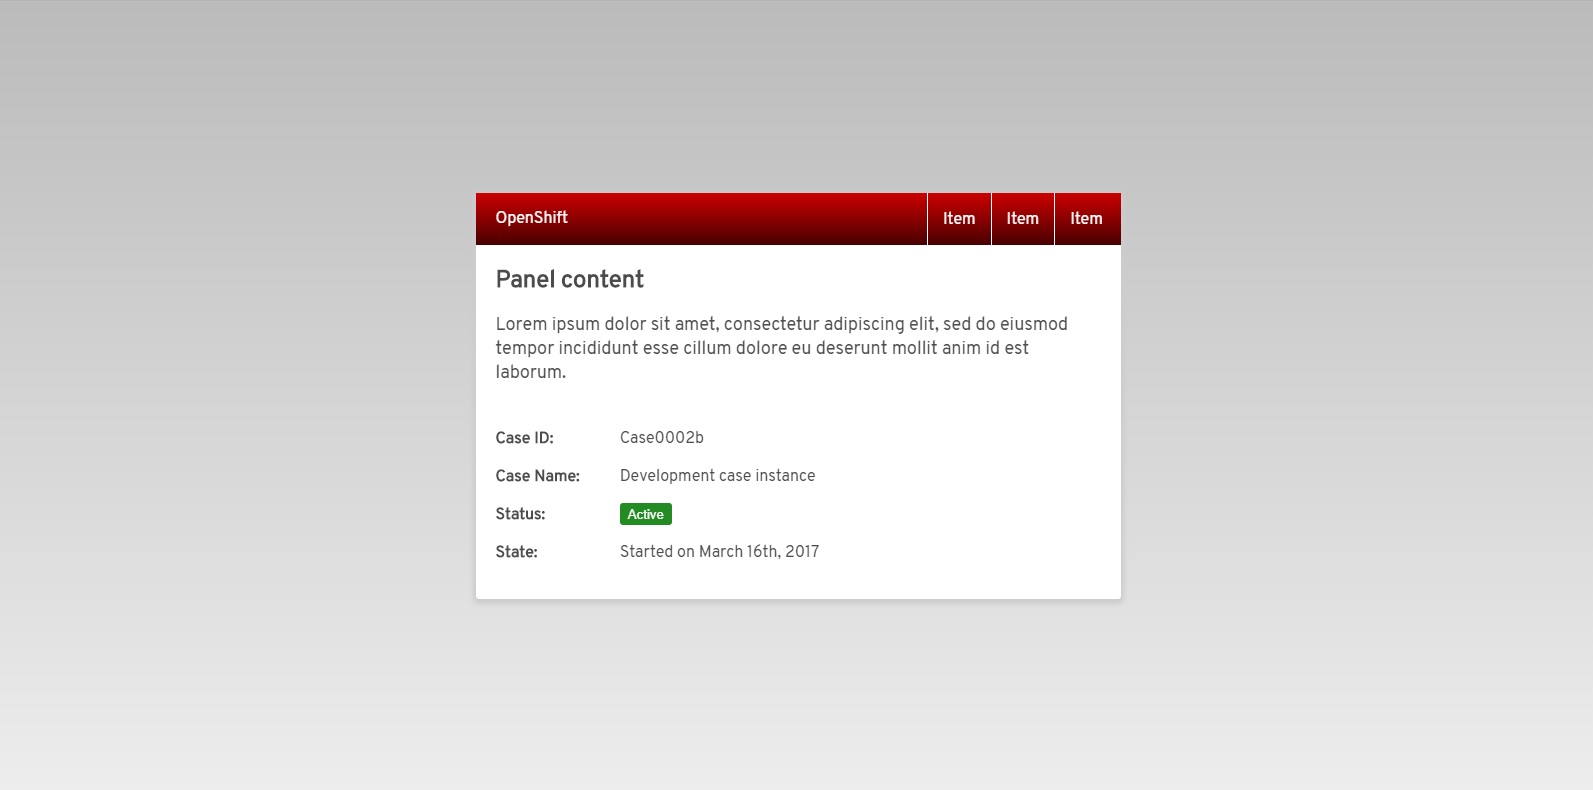 OpenShift Item Item Item
Panel content
Lorem ipsum dolor sit amet, consectetur adipiscing elit, sed do eiusmod
tempor incididunt esse cillum dolore eu deserunt mollit anim id est
laborum.
Case ID: Case0002b
Case Name: Development case instance
Status: Active
State: Started on March 16th, 2017